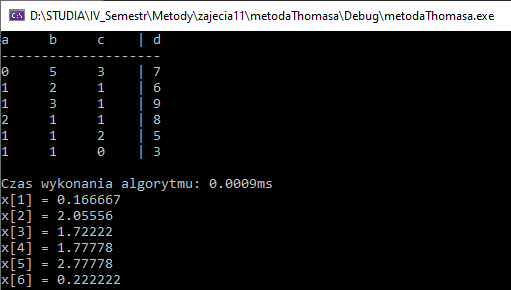 D:\STUDIA\IV_Semestr\Metody\zajecia11\metodaThomasa\Debug\metodaThomasa.exe
a     b     c    | d
--------------------
0     5     3    | 7
1     2     1    | 6
1     3     1    | 9
2     1     1    | 8
1     1     2    | 5
1     1     0    | 3
Czas wykonania algorytmu: 0.0009ms
x[1] = 0.166667
x[2] = 2.05556
x[3] = 1.72222
x[4] = 1.77778
x[5] = 2.77778
x[6] = 0.222222